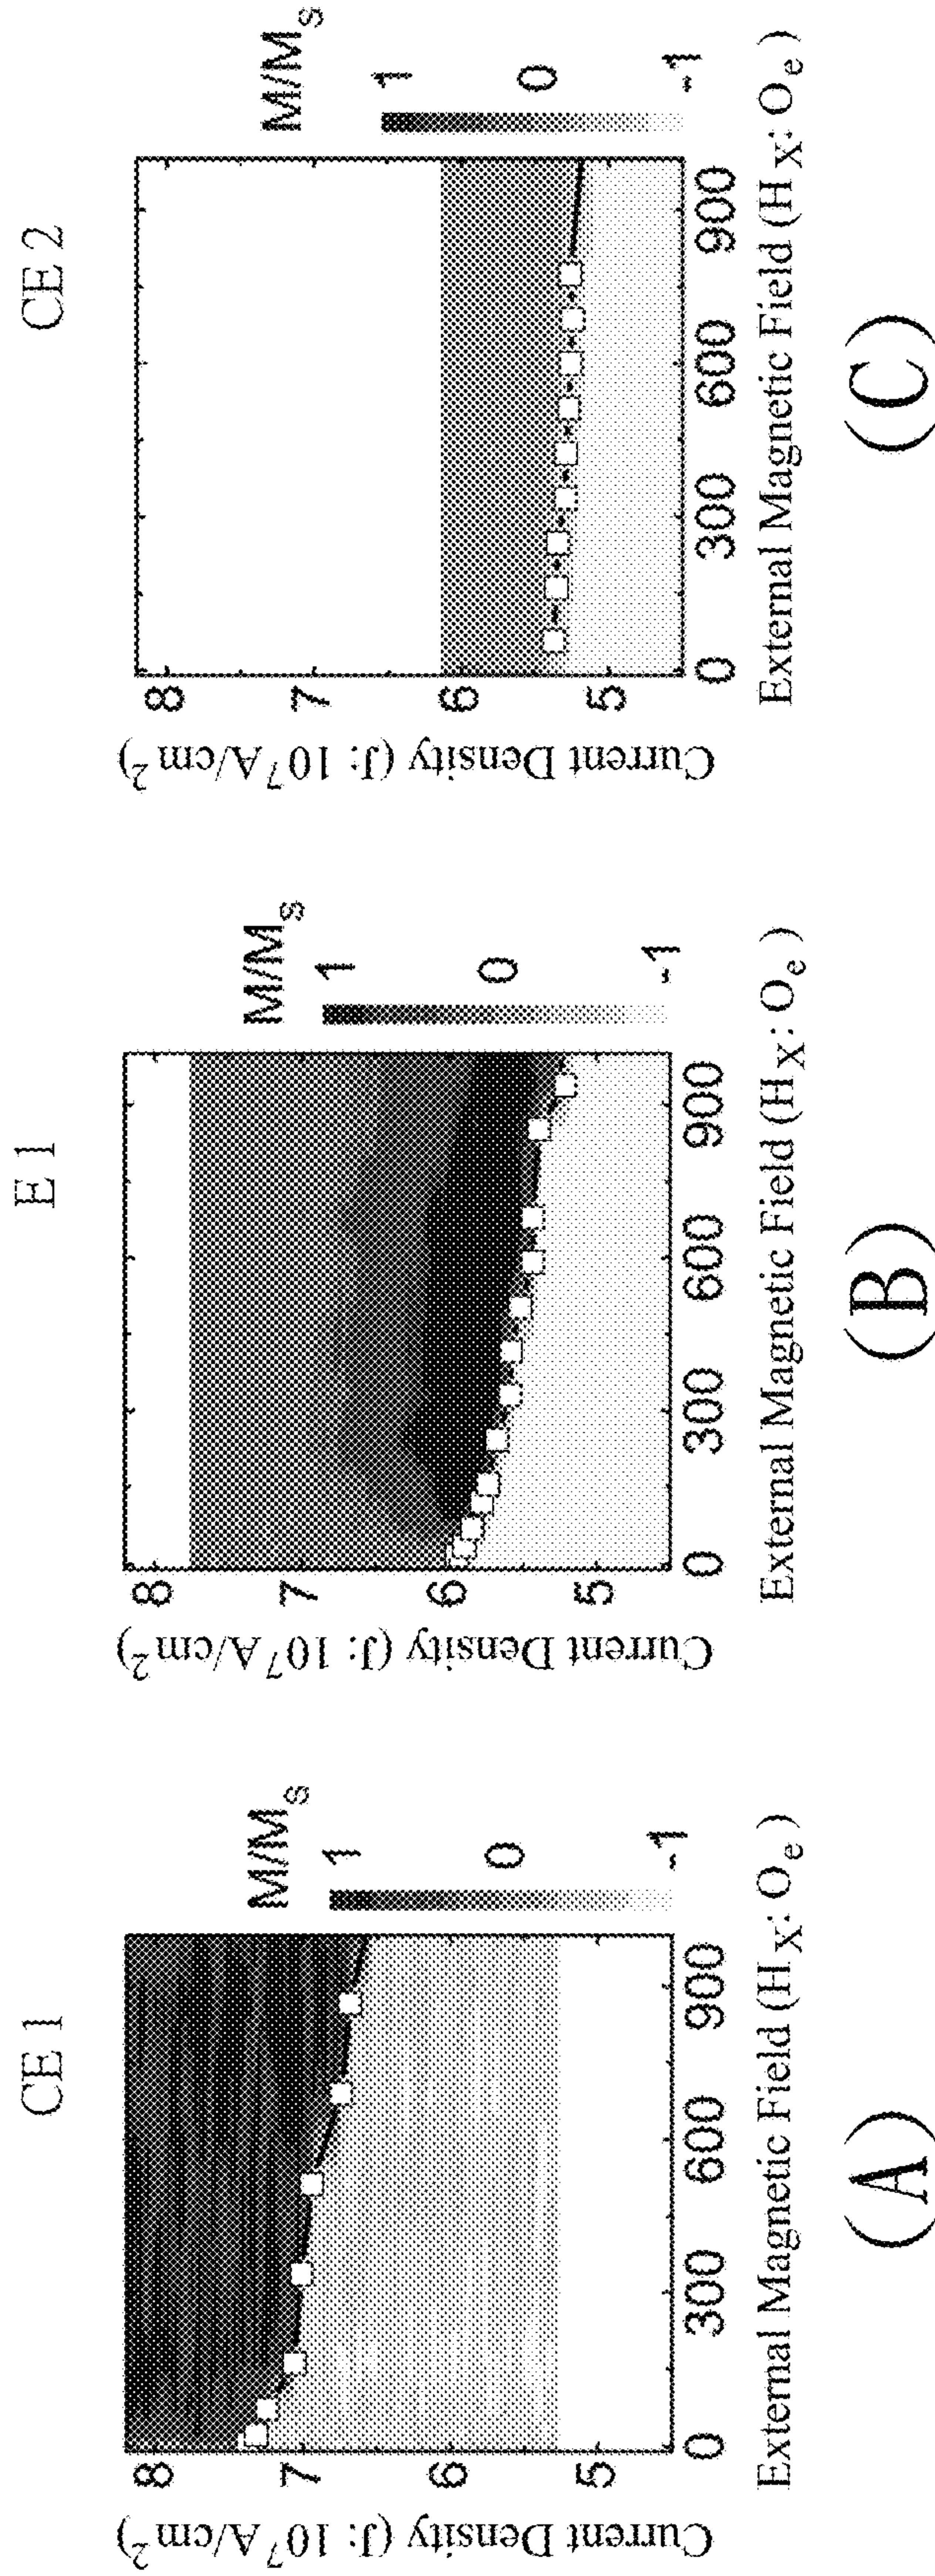 CE 1
M/Ms
1
0
-1
8
7
6
5
0 300 600 900
Current Density (J: 10⁷A/cm²)
External Magnetic Field (Hx: Oe)
(A)
E 1
M/Ms
1
0
-1
8
7
6
5
0 300 600 900
Current Density (J: 10⁷A/cm²)
External Magnetic Field (Hx: Oe)
(B)
CE 2
M/Ms
1
0
-1
8
7
6
5
0 300 600 900
Current Density (J: 10⁷A/cm²)
External Magnetic Field (Hx: Oe)
(C)